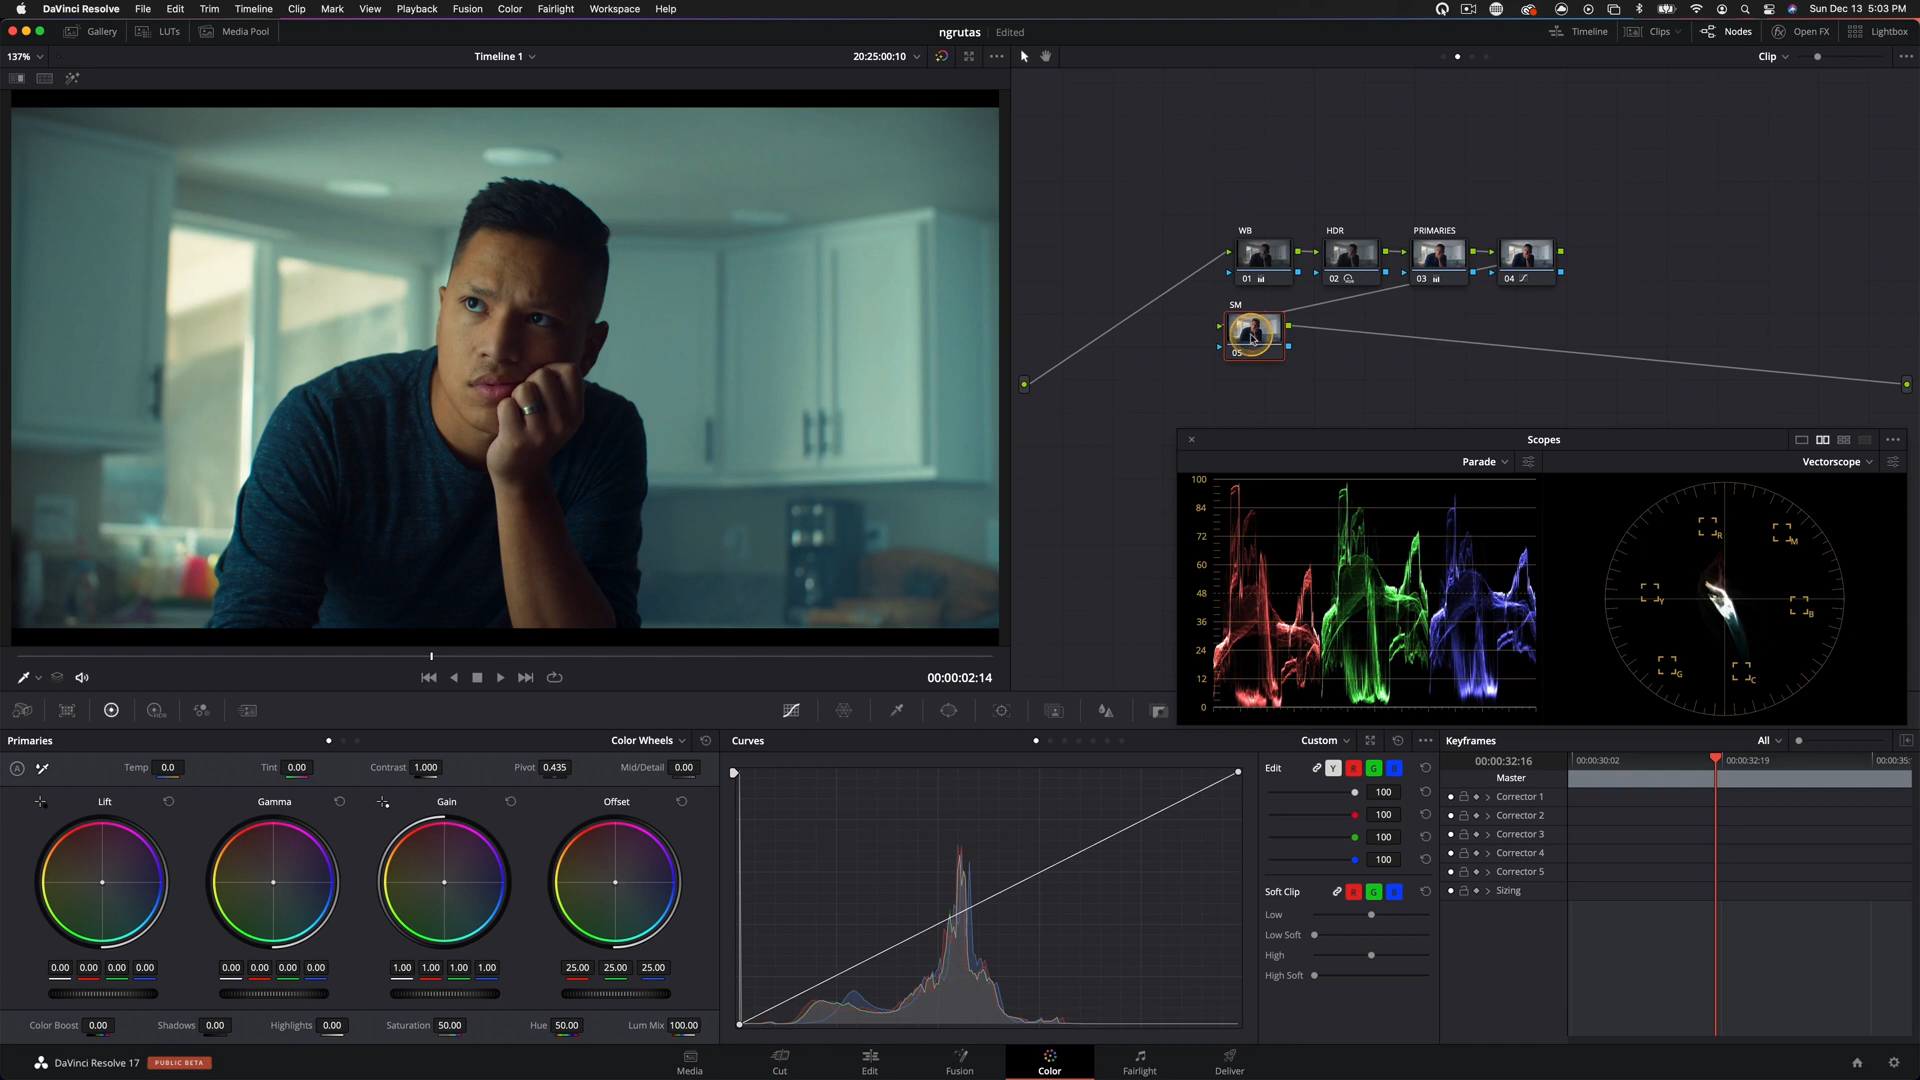 DaVinci Resolve File Edit Trim Timeline Clip Mark View Playback Fusion Color Fairlight Workspace Help Sun Dec 13 5:03 PM
Gallery LUTs Media Pool ngrutas Edited Timeline Clips Nodes Open FX Lightbox
137% Timeline 1 20:25:00:10 Clip
WB HDR PRIMARIES
01 02 03 04
SM
05
Scopes
Parade Vectorscope
100
84
72
60
48
36
24
12
0
R
M
Y
B
G
C
00:00:02:14
Primaries Color Wheels Curves Custom Keyframes All
A Temp 0.0 Tint 0.00 Contrast 1.000 Pivot 0.435 Mid/Detail 0.00
Lift Gamma Gain Offset
0.00 0.00 0.00 0.00 0.00 0.00 0.00 0.00 1.00 1.00 1.00 1.00 25.00 25.00 25.00
Color Boost 0.00 Shadows 0.00 Highlights 0.00 Saturation 50.00 Hue 50.00 Lum Mix 100.00
Edit Y R G B
100
100
100
100
Soft Clip R G B
Low
Low Soft
High
High Soft
00:00:32:16 00:00:30:02 00:00:32:19 00:00:35:
Master
Corrector 1
Corrector 2
Corrector 3
Corrector 4
Corrector 5
Sizing
DaVinci Resolve 17 PUBLIC BETA
Media Cut Edit Fusion Color Fairlight Deliver